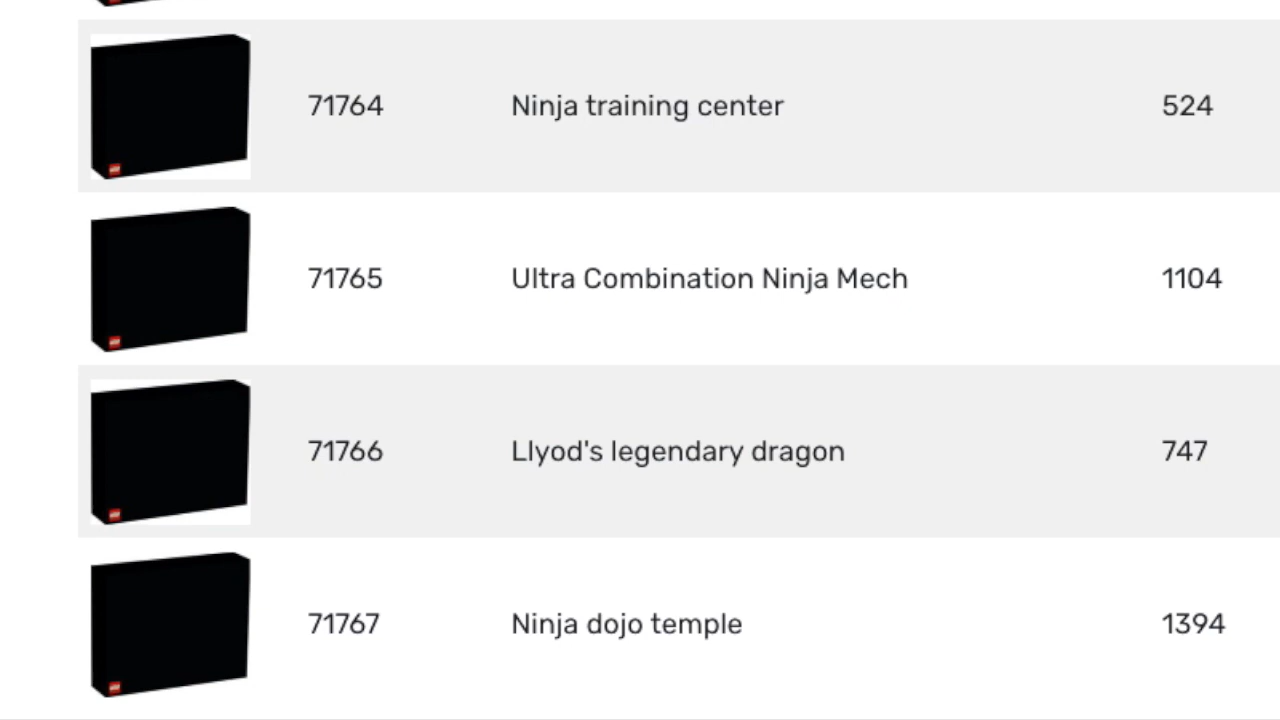 71764 Ninja training center 524
71765 Ultra Combination Ninja Mech 1104
71766 Llyod's legendary dragon 747
71767 Ninja dojo temple 1394